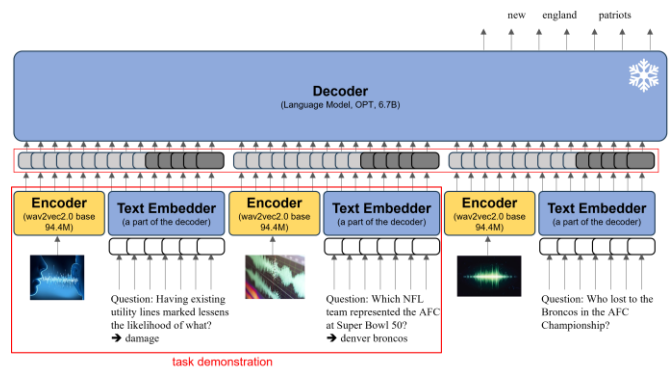 new england patriots
Decoder
(Language Model, OPT, 6.7B)
Encoder
(wav2vec2.0 base
94.4M)
Text Embedder
(a part of the decoder)
Encoder
(wav2vec2.0 base
94.4M)
Text Embedder
(a part of the decoder)
Encoder
(wav2vec2.0 base
94.4M)
Text Embedder
(a part of the decoder)
Question: Having existing
utility lines marked lessens
the likelihood of what?
➔ damage
Question: Which NFL
team represented the AFC
at Super Bowl 50?
➔ denver broncos
Question: Who lost to the
Broncos in the AFC
Championship?
task demonstration